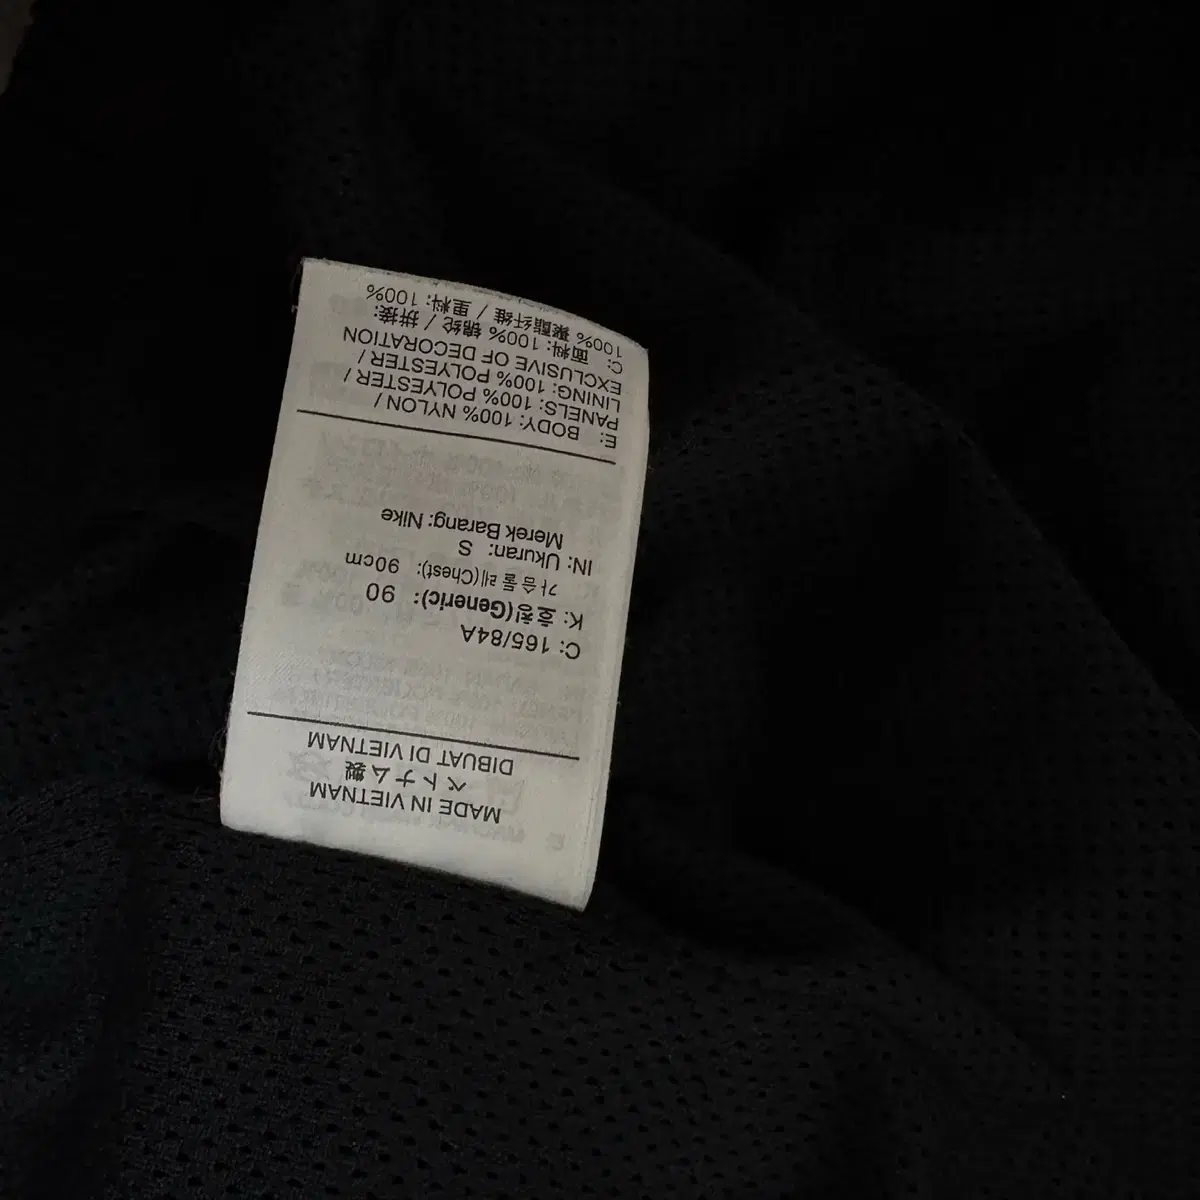 MADE IN VIETNAM
ベトナム製
DIBUAT DI VIETNAM
C: 165/84A
K: 호칭(Generic): 90
가슴둘레(Chest): 90cm
IN: Ukuran: S
Merek Barang: Nike
E: BODY: 100% NYLON /
PANELS: 100% POLYESTER /
LINING: 100% POLYESTER /
EXCLUSIVE OF DECORATION
C: 面料: 100% 锦纶 / 拼接:
100% 聚酯纤维 / 里料: 100%